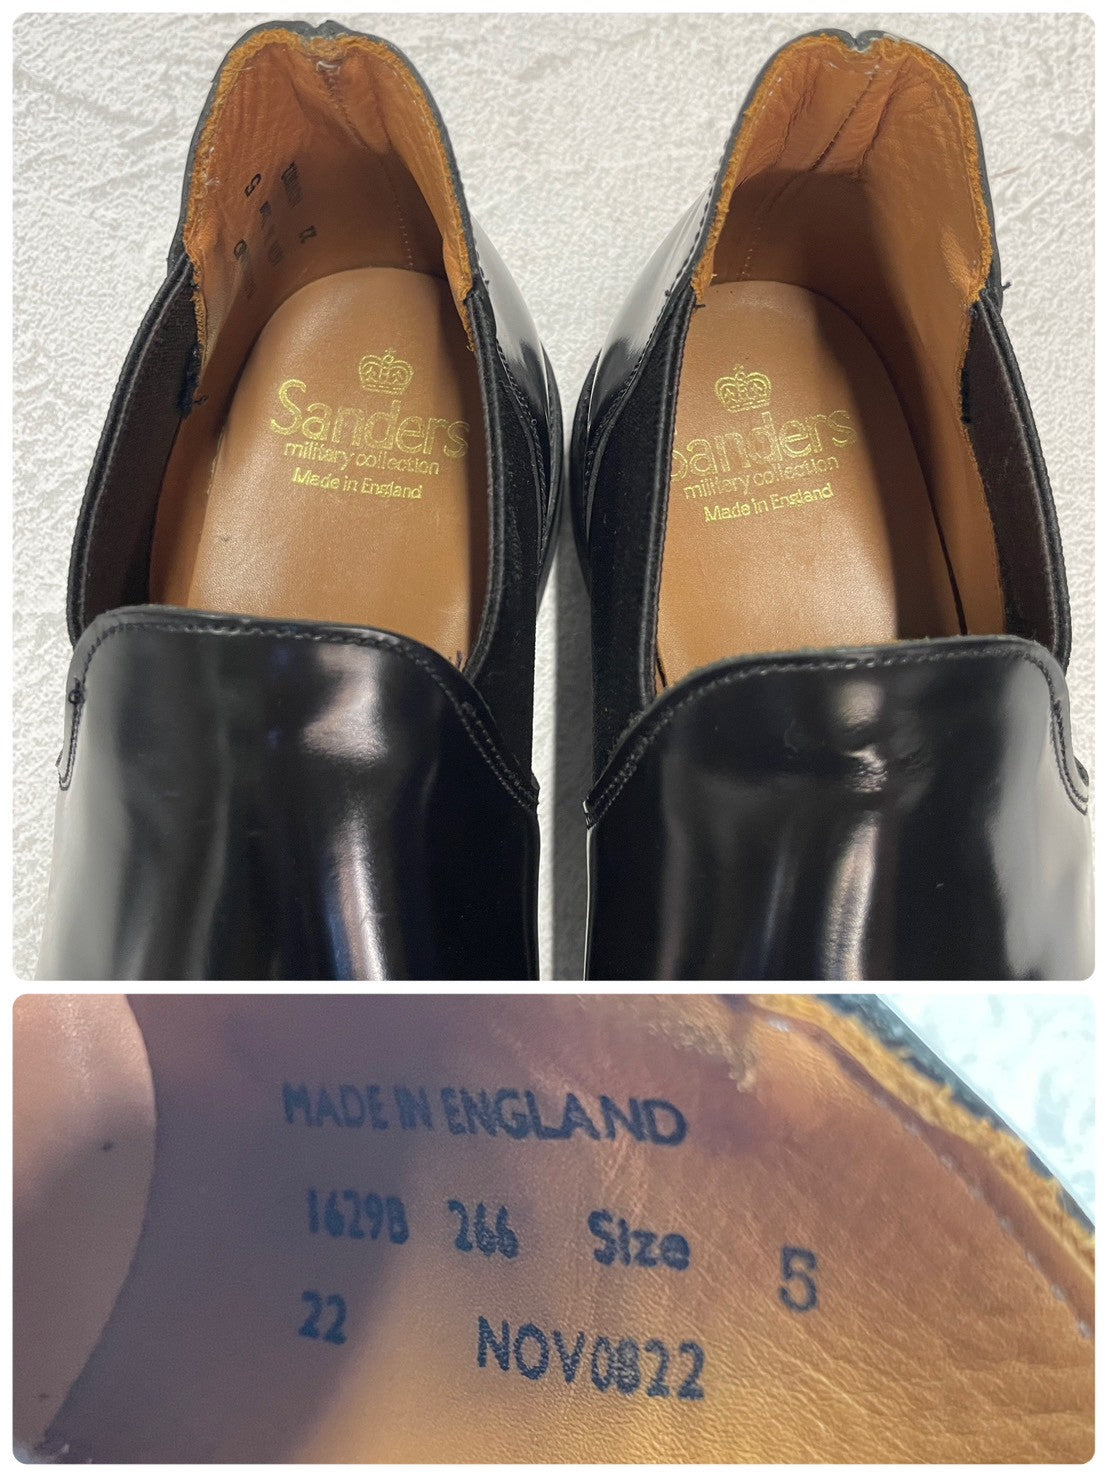 Sanders
military collection
Made in England
Sanders
military collection
Made in England
MADE IN ENGLAND
1629B 266 Size 5
22 NOV0822